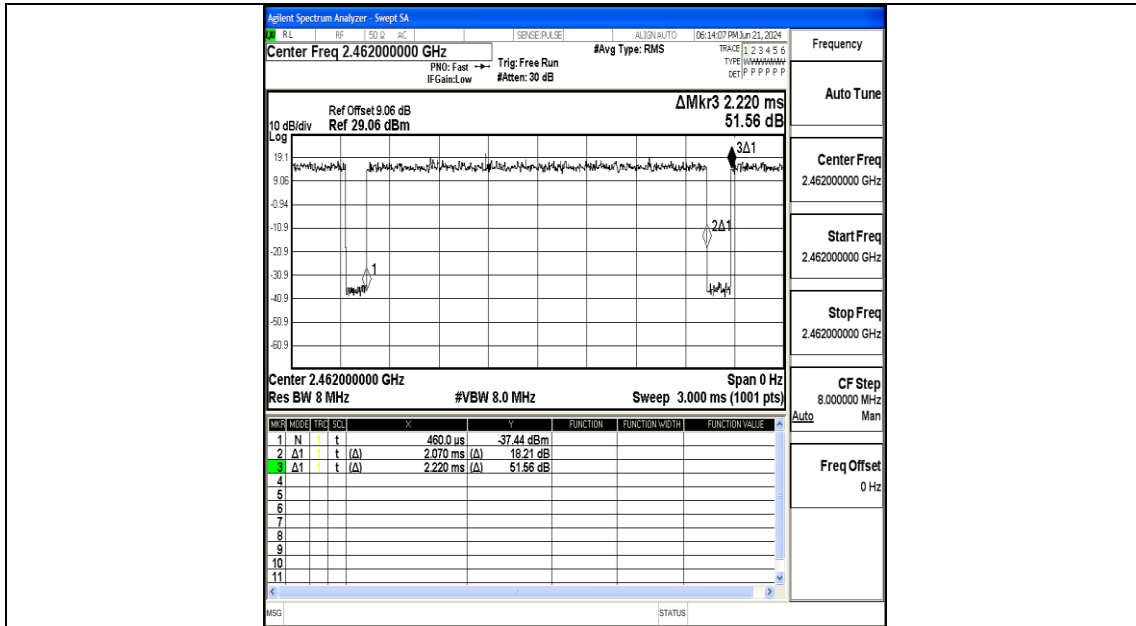 Agilent Spectrum Analyzer - Swept SA
RL RF 50 Ω AC SENSE:PULSE ALIGNAUTO 06:14:07 PM Jun 21, 2024
Center Freq 2.462000000 GHz #Avg Type: RMS TRACE 1 2 3 4 5 6
PNO: Fast Trig: Free Run TYPE
IFGain:Low #Atten: 30 dB DET P P P P P P
ΔMkr3 2.220 ms
51.56 dB
Ref Offset 9.06 dB
10 dB/div Ref 29.06 dBm
Log
19.1
9.06
-0.94
-10.9
-20.9
-30.9
-40.9
-50.9
-60.9
3Δ1
2Δ1
1
Center 2.462000000 GHz Span 0 Hz
Res BW 8 MHz #VBW 8.0 MHz Sweep 3.000 ms (1001 pts)
MKR MODE TRC SCL X Y FUNCTION FUNCTION WIDTH FUNCTION VALUE
1 N 1 t 460.0 us -37.44 dBm
2 Δ1 1 t (Δ) 2.070 ms (Δ) 18.21 dB
3 Δ1 1 t (Δ) 2.220 ms (Δ) 51.56 dB
4
5
6
7
8
9
10
11
MSG STATUS
Frequency
Auto Tune
Center Freq
2.462000000 GHz
Start Freq
2.462000000 GHz
Stop Freq
2.462000000 GHz
CF Step
8.000000 MHz
Auto Man
Freq Offset
0 Hz